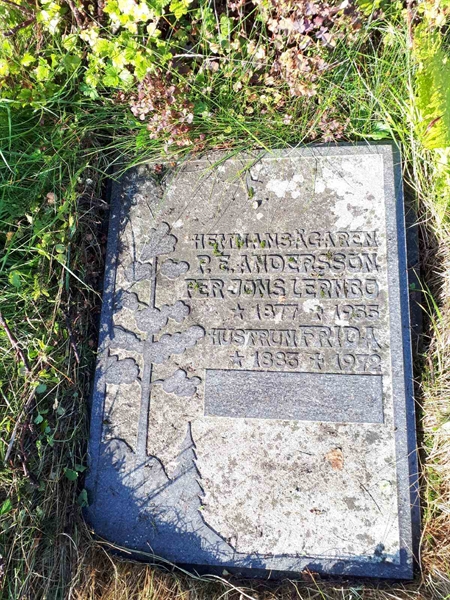 HEMMANSÄGAREN
P. E. ANDERSSON
PER JONS LERNBO
* 1877 + 1955
HUSTRUN FRIDA
* 1883 + 1972